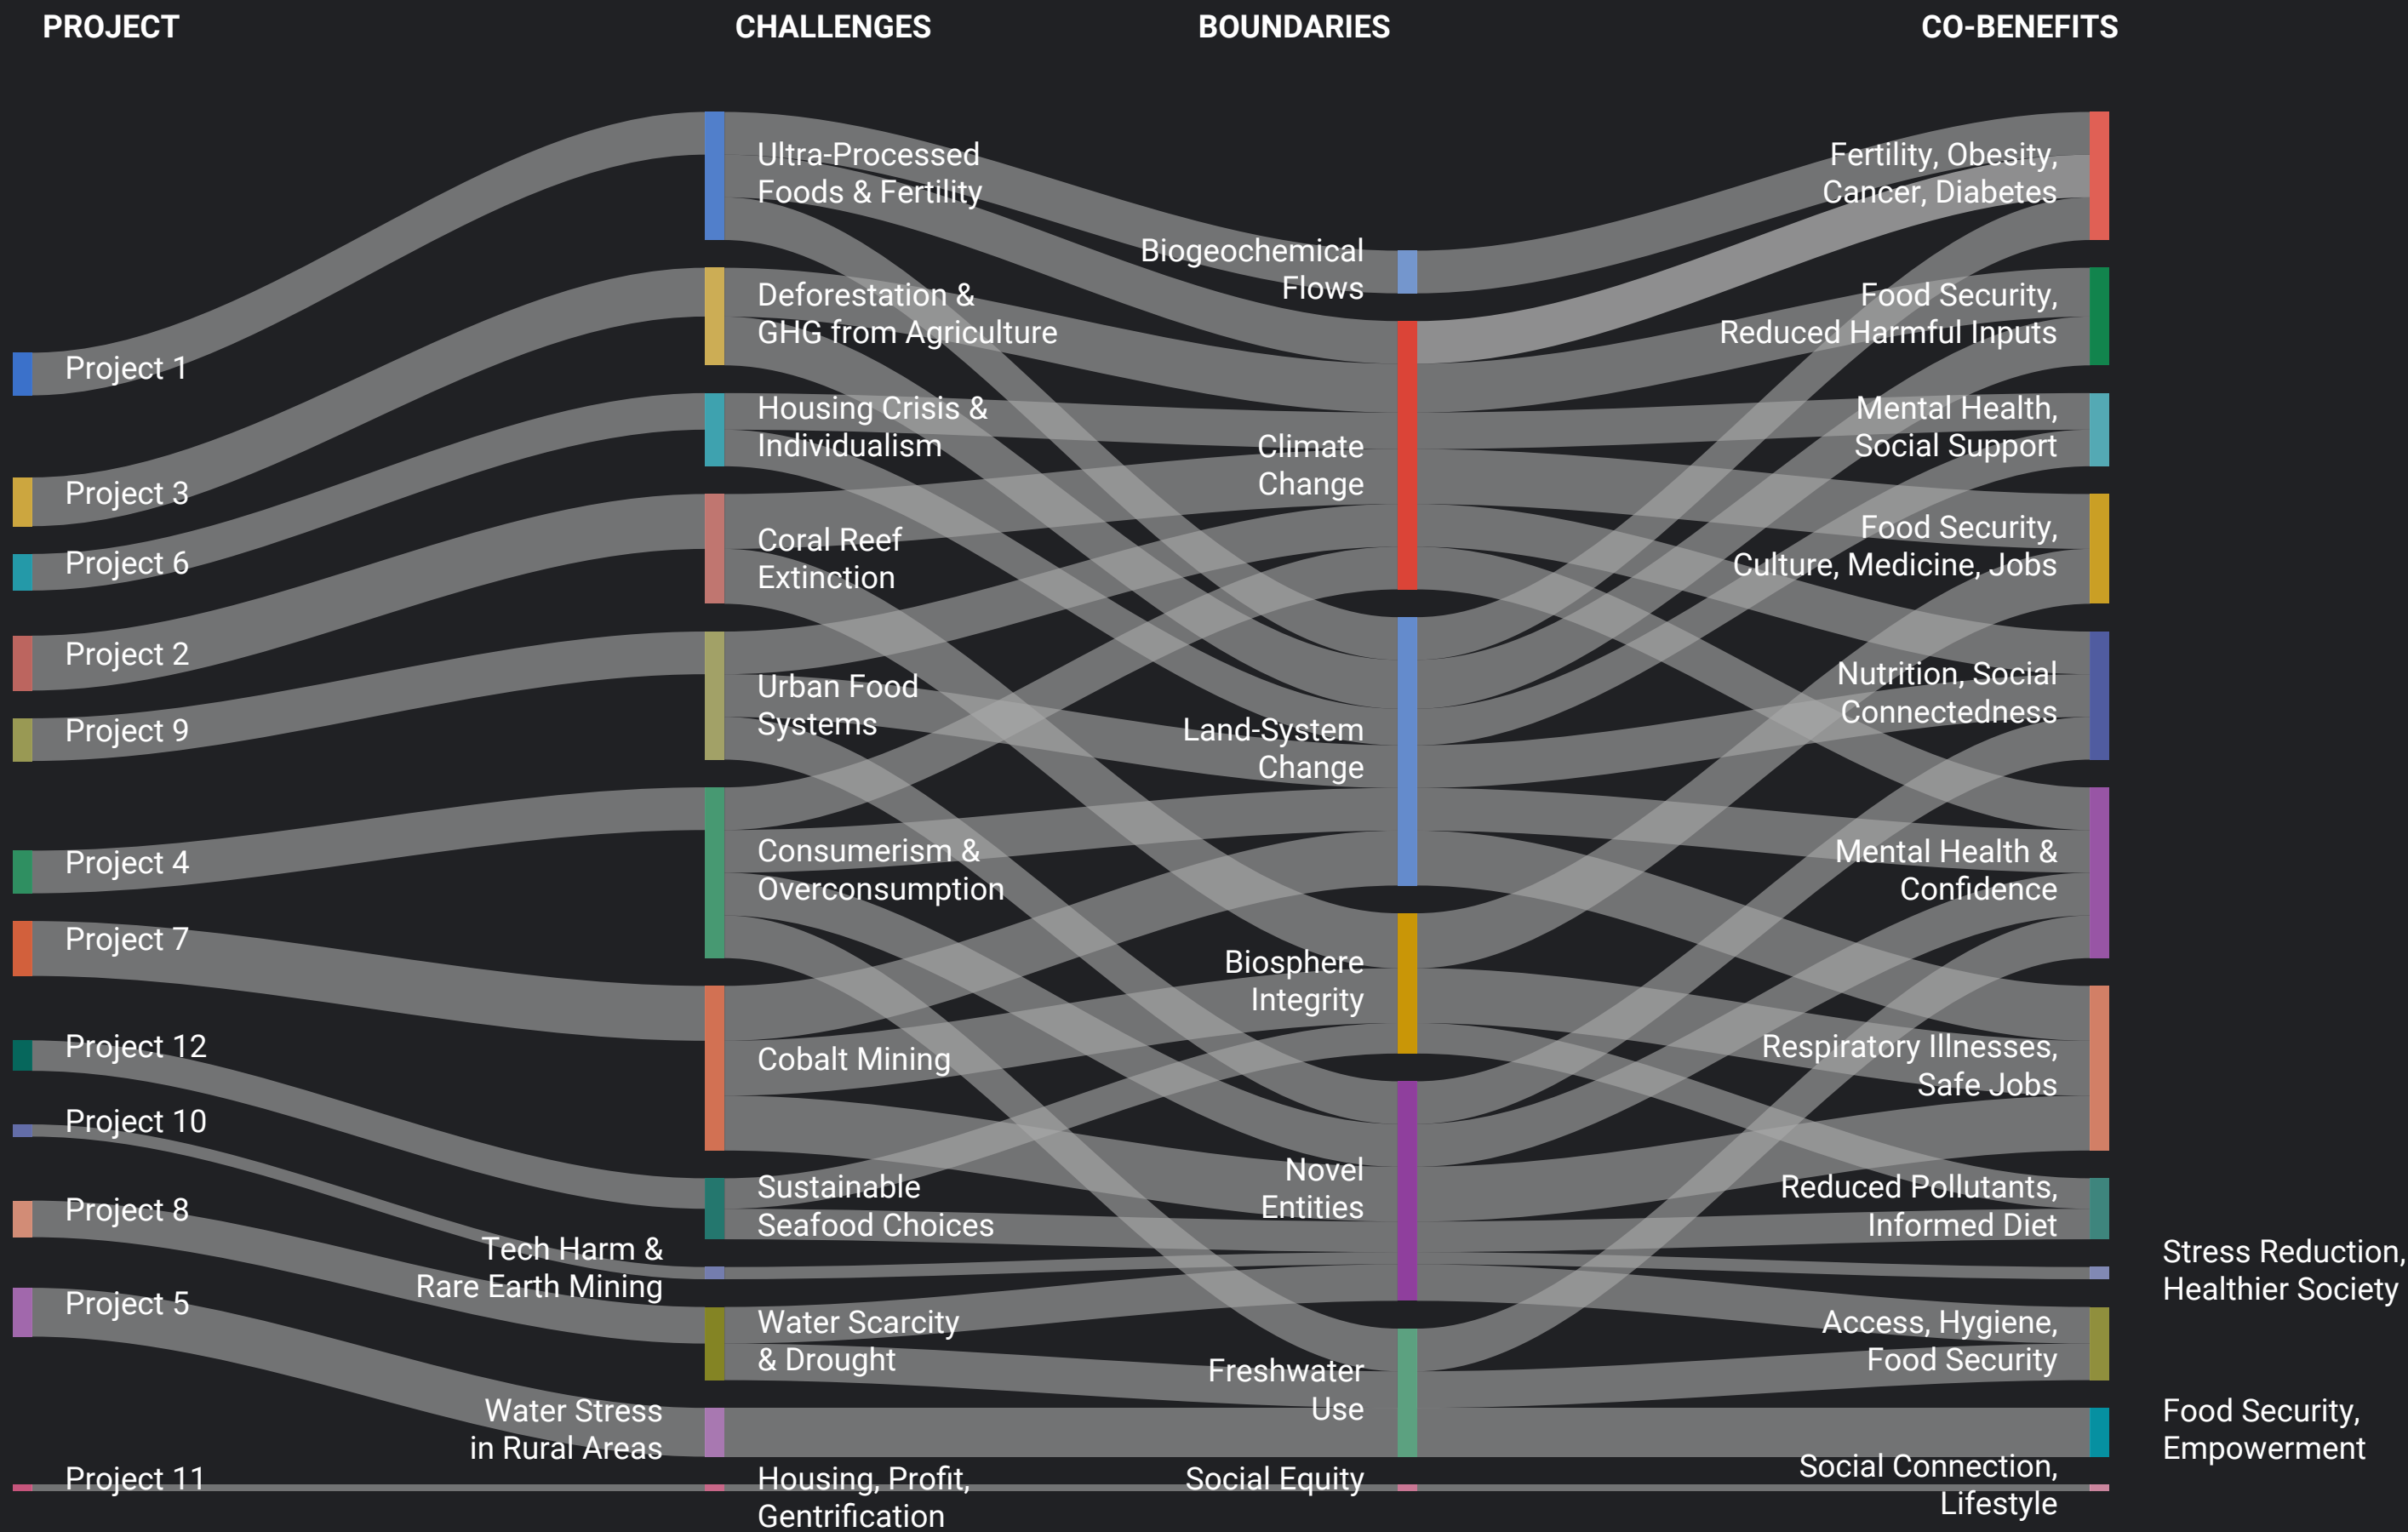 PROJECT
CHALLENGES
BOUNDARIES
CO-BENEFITS
Project 1
Project 3
Project 6
Project 2
Project 9
Project 4
Project 7
Project 12
Project 10
Project 8
Project 5
Project 11
Ultra-Processed
Foods & Fertility
Deforestation &
GHG from Agriculture
Housing Crisis &
Individualism
Coral Reef
Extinction
Urban Food
Systems
Consumerism &
Overconsumption
Cobalt Mining
Sustainable
Seafood Choices
Tech Harm &
Rare Earth Mining
Water Scarcity
& Drought
Water Stress
in Rural Areas
Housing, Profit,
Gentrification
Biogeochemical
Flows
Climate
Change
Land-System
Change
Biosphere
Integrity
Novel
Entities
Freshwater
Use
Social Equity
Fertility, Obesity,
Cancer, Diabetes
Food Security,
Reduced Harmful Inputs
Mental Health,
Social Support
Food Security,
Culture, Medicine, Jobs
Nutrition, Social
Connectedness
Mental Health &
Confidence
Respiratory Illnesses,
Safe Jobs
Reduced Pollutants,
Informed Diet
Stress Reduction,
Healthier Society
Access, Hygiene,
Food Security
Food Security,
Empowerment
Social Connection,
Lifestyle